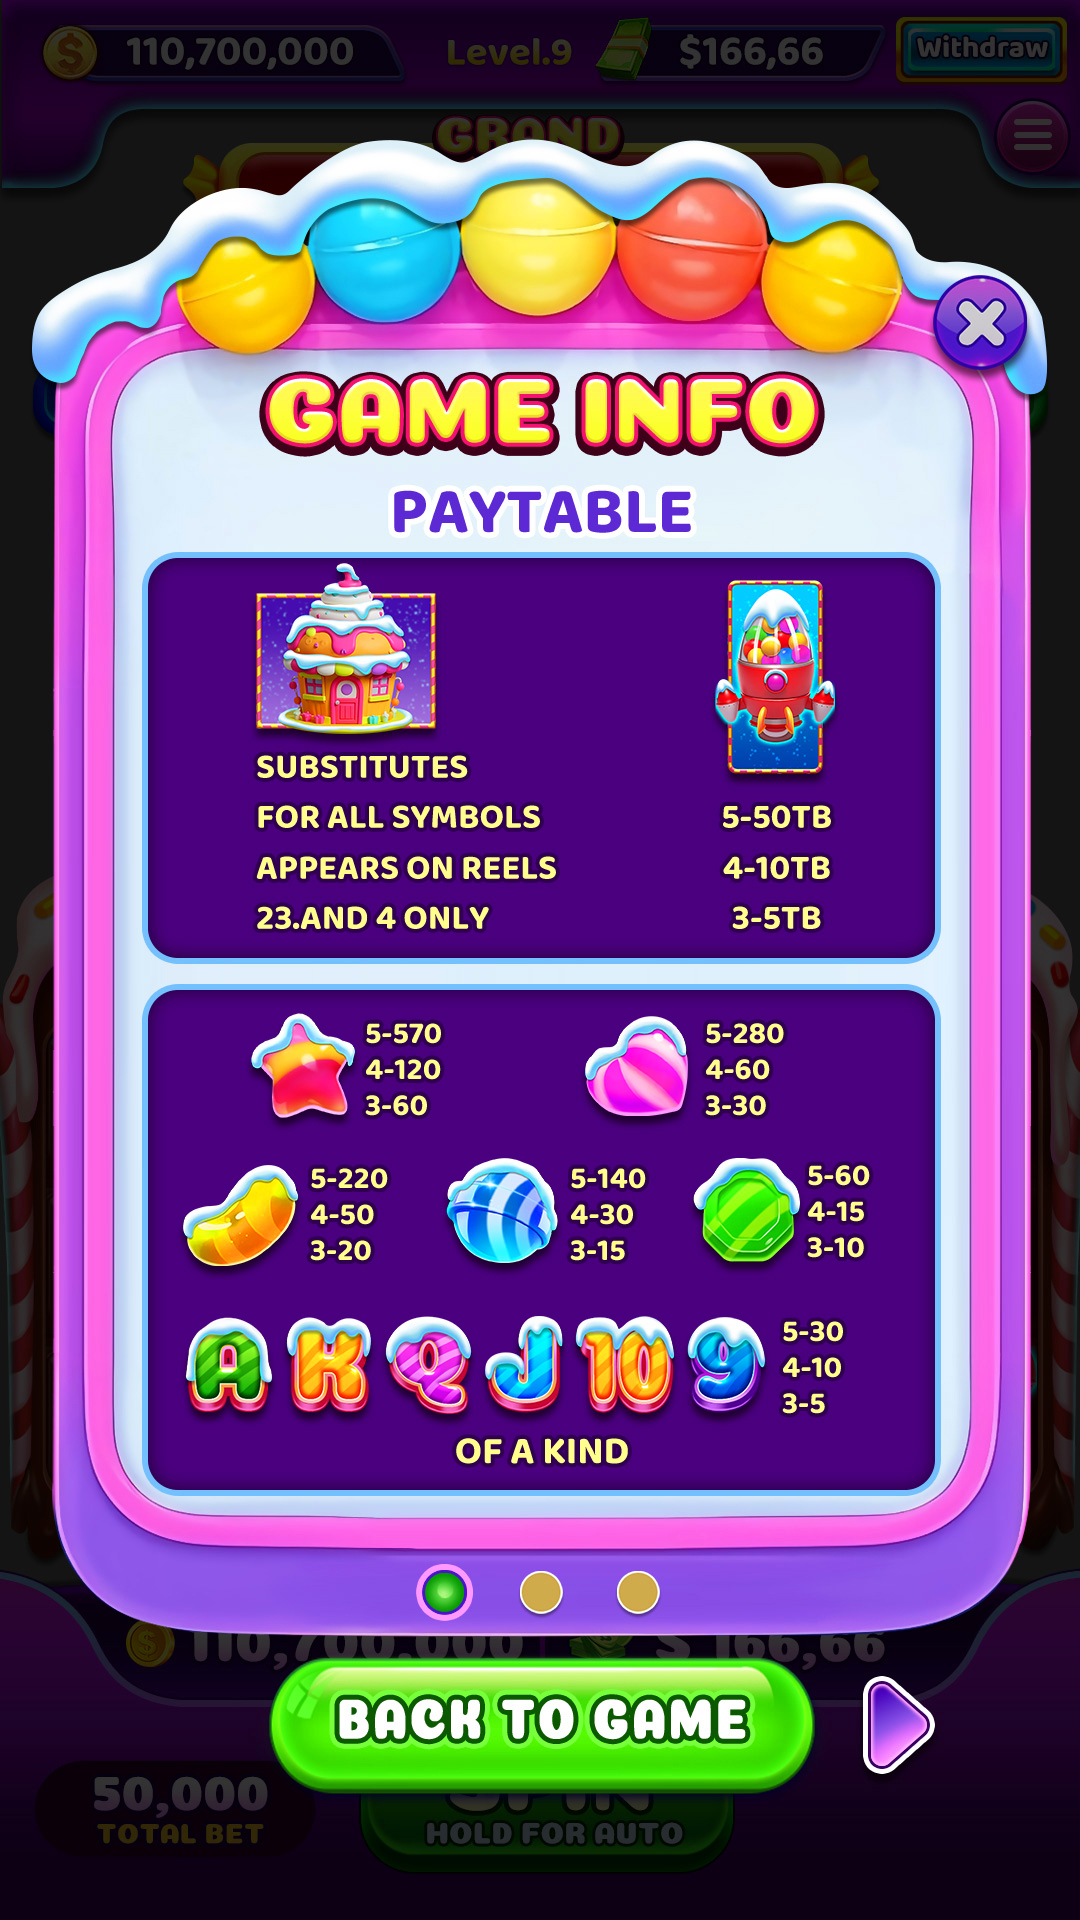 110,700,000
Level.9
$166,66
Withdraw
GRAND
GAME INFO
PAYTABLE
SUBSTITUTES
FOR ALL SYMBOLS
APPEARS ON REELS
23.AND 4 ONLY
5-50TB
4-10TB
3-5TB
5-570
4-120
3-60
5-280
4-60
3-30
5-220
4-50
3-20
5-140
4-30
3-15
5-60
4-15
3-10
A K Q J 10 9
5-30
4-10
3-5
OF A KIND
110,700,000
$ 166,66
BACK TO GAME
50,000
TOTAL BET
SPIN
HOLD FOR AUTO